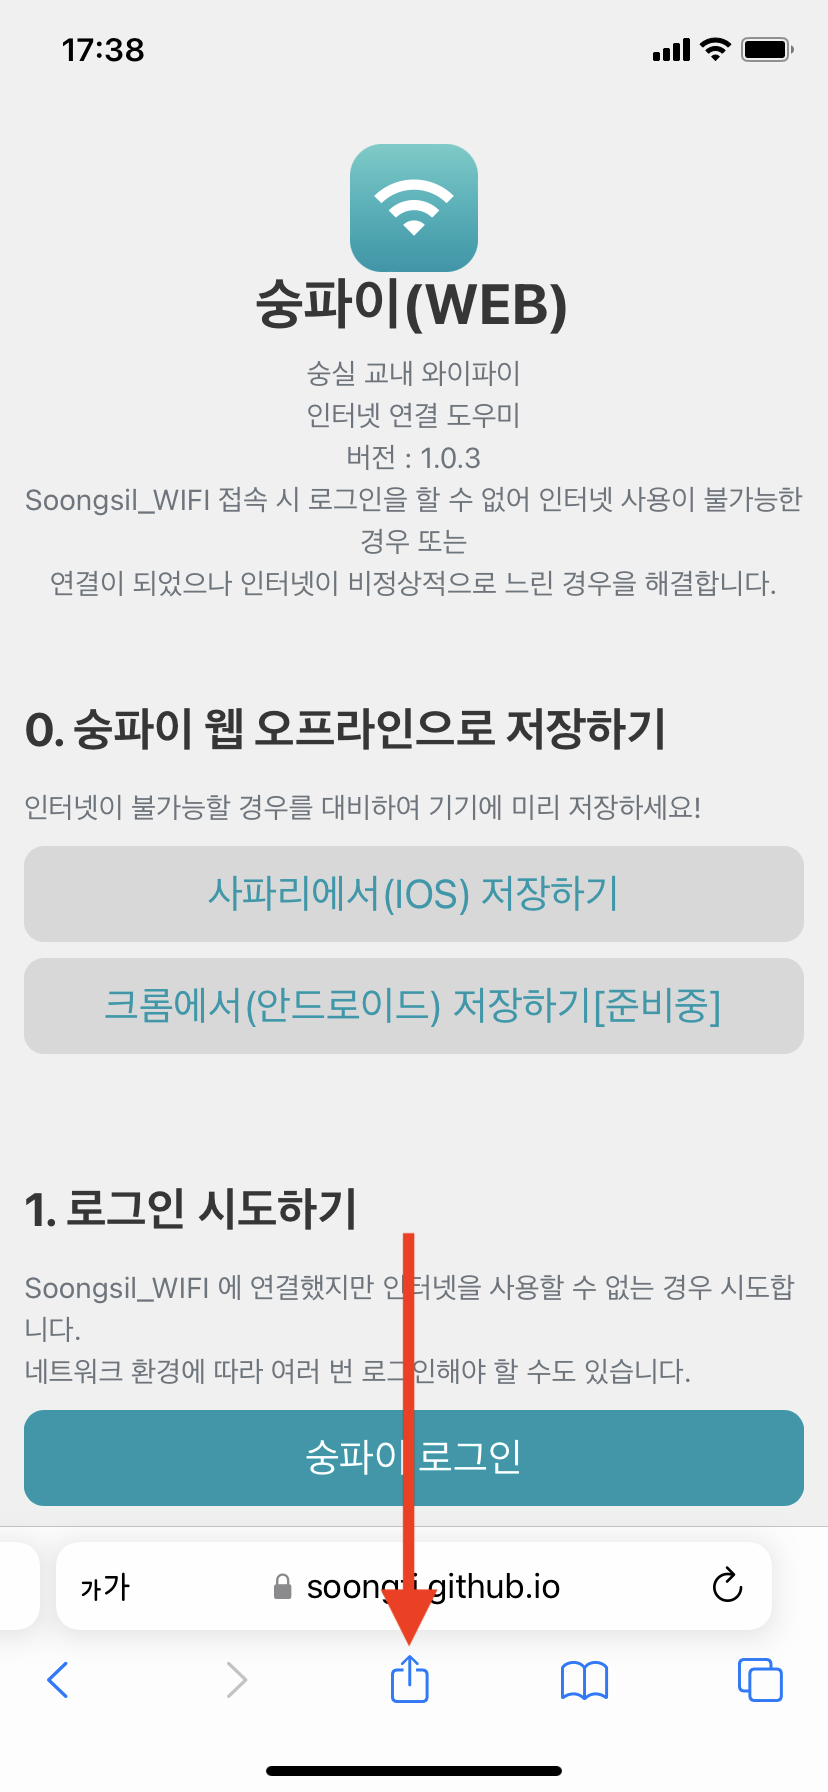 17:38
숭파이(WEB)
숭실 교내 와이파이
인터넷 연결 도우미
버전 : 1.0.3
Soongsil_WIFI 접속 시 로그인을 할 수 없어 인터넷 사용이 불가능한
경우 또는
연결이 되었으나 인터넷이 비정상적으로 느린 경우을 해결합니다.
0. 숭파이 웹 오프라인으로 저장하기
인터넷이 불가능할 경우를 대비하여 기기에 미리 저장하세요!
사파리에서(IOS) 저장하기
크롬에서(안드로이드) 저장하기[준비중]
1. 로그인 시도하기
Soongsil_WIFI 에 연결했지만 인터넷을 사용할 수 없는 경우 시도합
니다.
네트워크 환경에 따라 여러 번 로그인해야 할 수도 있습니다.
숭파이 로그인
가가 soongfi.github.io